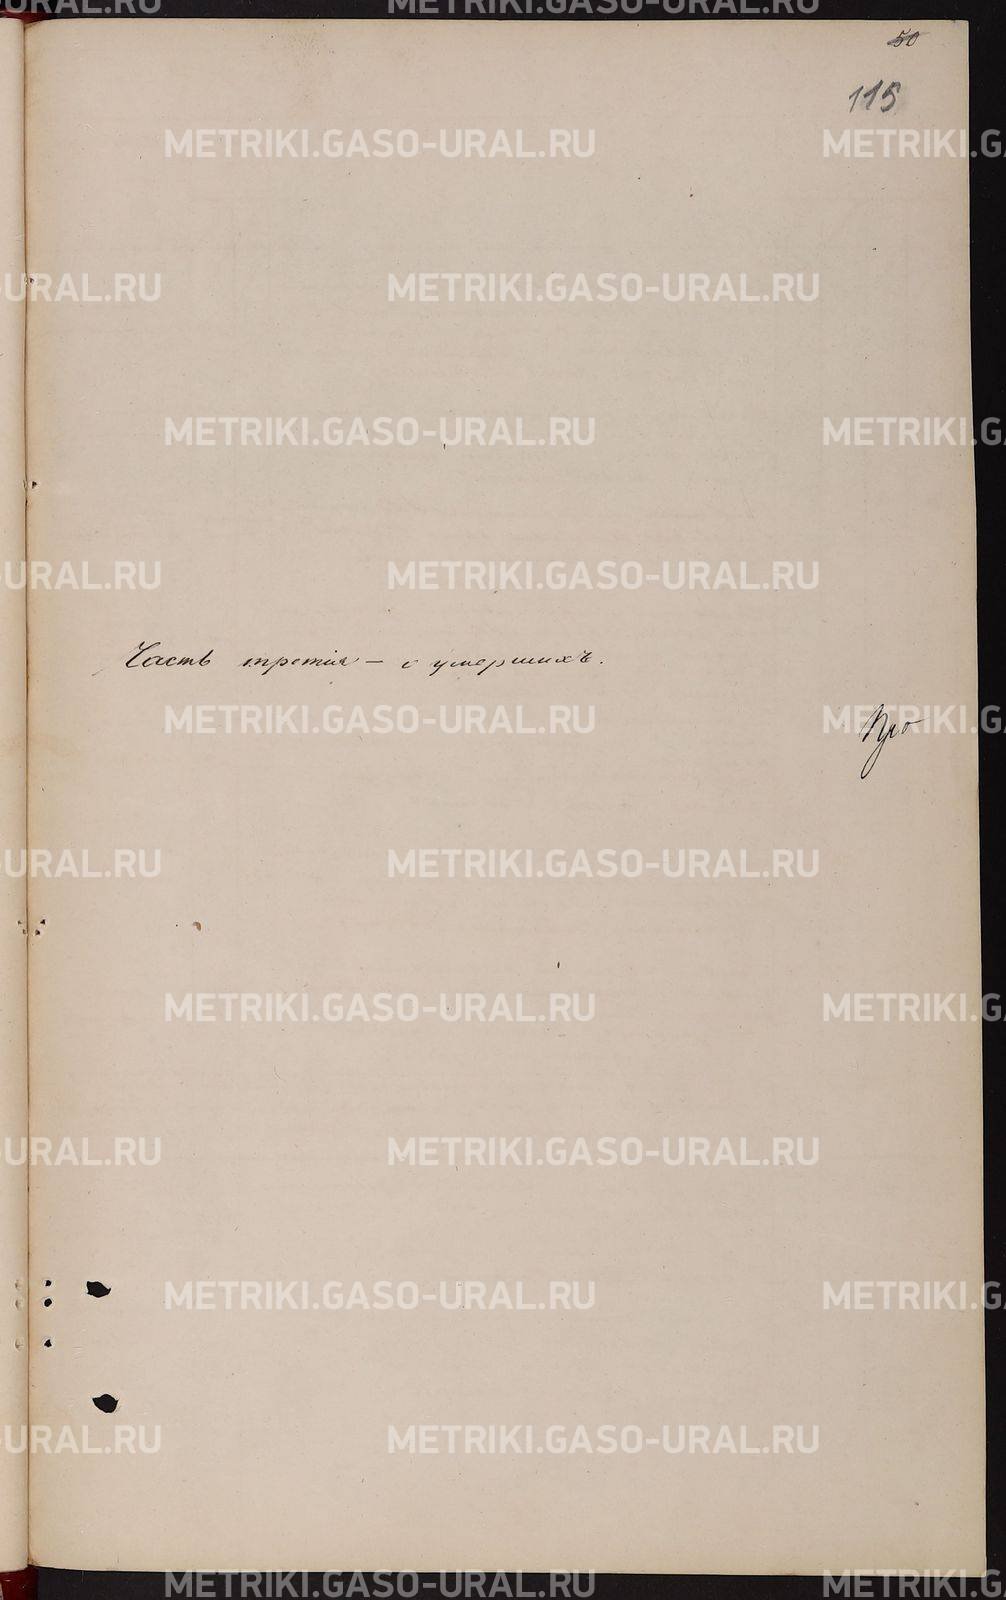 50
115
Часть третія – о умершихъ.
METRIKI.GASO-URAL.RU